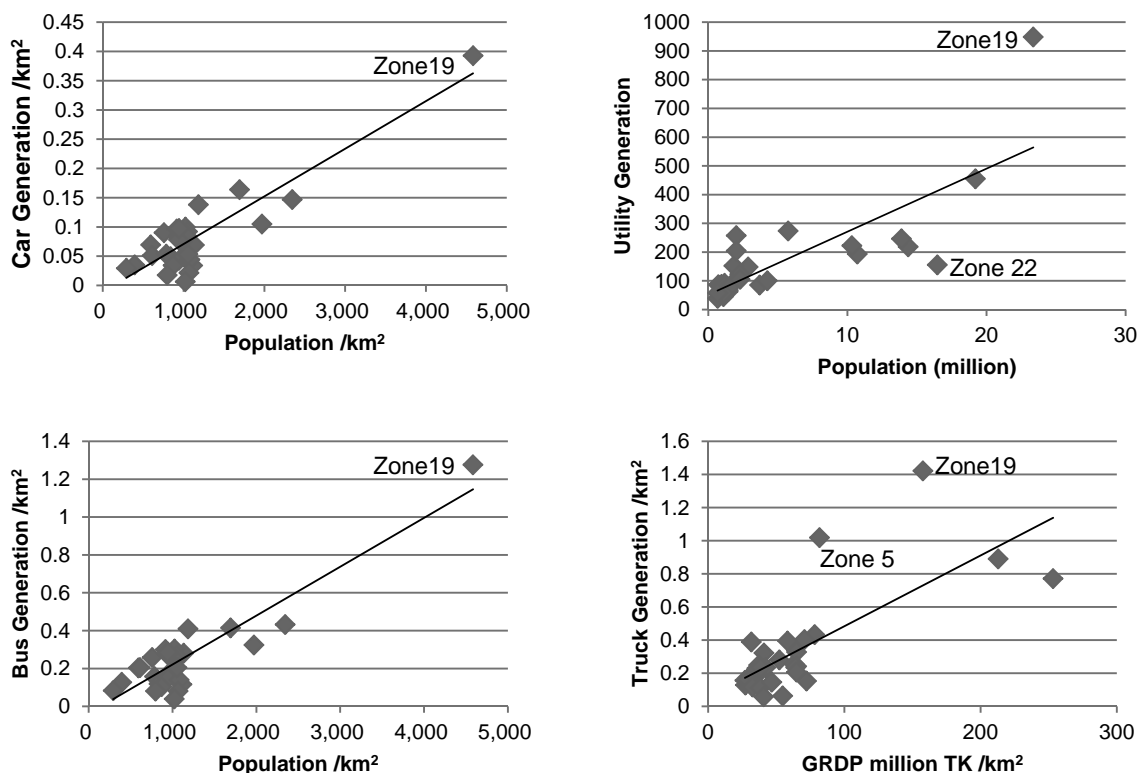 Car Generation /km²
0.45
0.4
0.35
0.3
0.25
0.2
0.15
0.1
0.05
0
Zone19
0 1,000 2,000 3,000 4,000 5,000
Population /km²
Utility Generation
1000
900
800
700
600
500
400
300
200
100
0
Zone19
Zone 22
0 10 20 30
Population (million)
Bus Generation /km²
1.4
1.2
1
0.8
0.6
0.4
0.2
0
Zone19
0 1,000 2,000 3,000 4,000 5,000
Population /km²
Truck Generation /km²
1.6
1.4
1.2
1
0.8
0.6
0.4
0.2
0
Zone19
Zone 5
0 100 200 300
GRDP million TK /km²